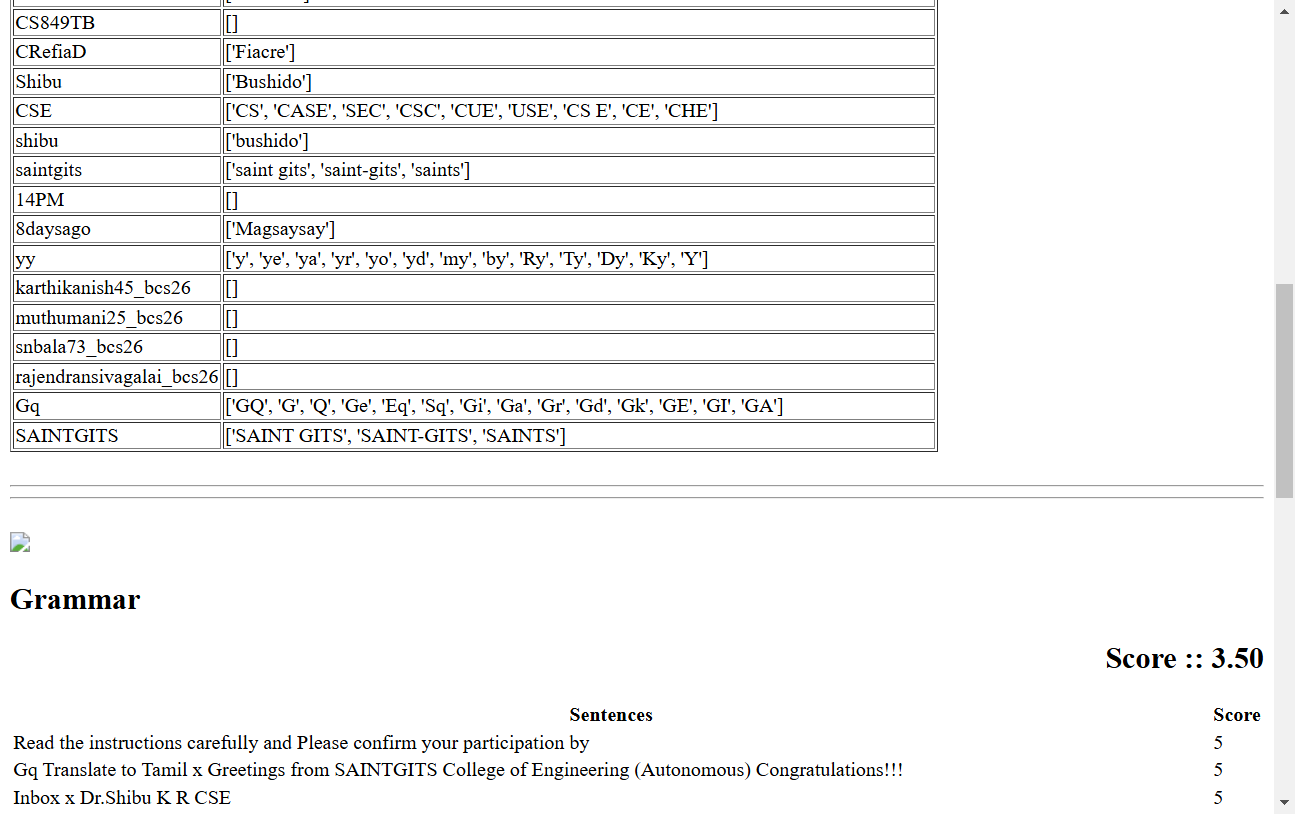 CS849TB []
CRefiaD ['Fiacre']
Shibu ['Bushido']
CSE ['CS', 'CASE', 'SEC', 'CSC', 'CUE', 'USE', 'CS E', 'CE', 'CHE']
shibu ['bushido']
saintgits ['saint gits', 'saint-gits', 'saints']
14PM []
8daysago ['Magsaysay']
yy ['y', 'ye', 'ya', 'yr', 'yo', 'yd', 'my', 'by', 'Ry', 'Ty', 'Dy', 'Ky', 'Y']
karthikanish45_bcs26 []
muthumani25_bcs26 []
snbala73_bcs26 []
rajendransivagalai_bcs26 []
Gq ['GQ', 'G', 'Q', 'Ge', 'Eq', 'Sq', 'Gi', 'Ga', 'Gr', 'Gd', 'Gk', 'GE', 'GI', 'GA']
SAINTGITS ['SAINT GITS', 'SAINT-GITS', 'SAINTS']
Grammar
Score :: 3.50
Sentences Score
Read the instructions carefully and Please confirm your participation by 5
Gq Translate to Tamil x Greetings from SAINTGITS College of Engineering (Autonomous) Congratulations!!! 5
Inbox x Dr.Shibu K R CSE 5